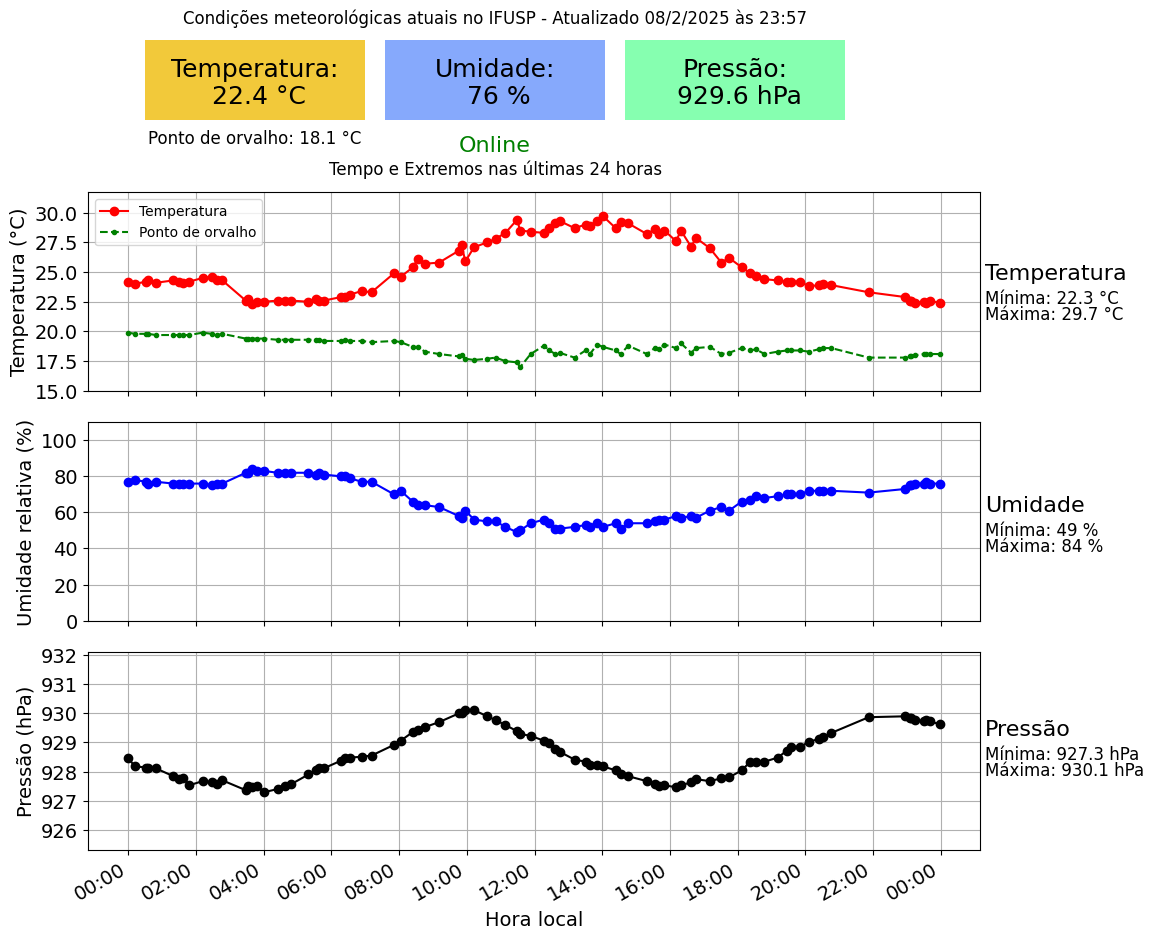 Condições meteorológicas atuais no IFUSP - Atualizado 08/2/2025 às 23:57
Temperatura:
22.4 °C
Umidade:
76 %
Pressão:
929.6 hPa
Ponto de orvalho: 18.1 °C
Online
Tempo e Extremos nas últimas 24 horas
Temperatura (°C)
30.0
27.5
25.0
22.5
20.0
17.5
15.0
Temperatura
Ponto de orvalho
Temperatura
Mínima: 22.3 °C
Máxima: 29.7 °C
Umidade relativa (%)
100
80
60
40
20
0
Umidade
Mínima: 49 %
Máxima: 84 %
Pressão (hPa)
932
931
930
929
928
927
926
Pressão
Mínima: 927.3 hPa
Máxima: 930.1 hPa
00:00 02:00 04:00 06:00 08:00 10:00 12:00 14:00 16:00 18:00 20:00 22:00 00:00
Hora local